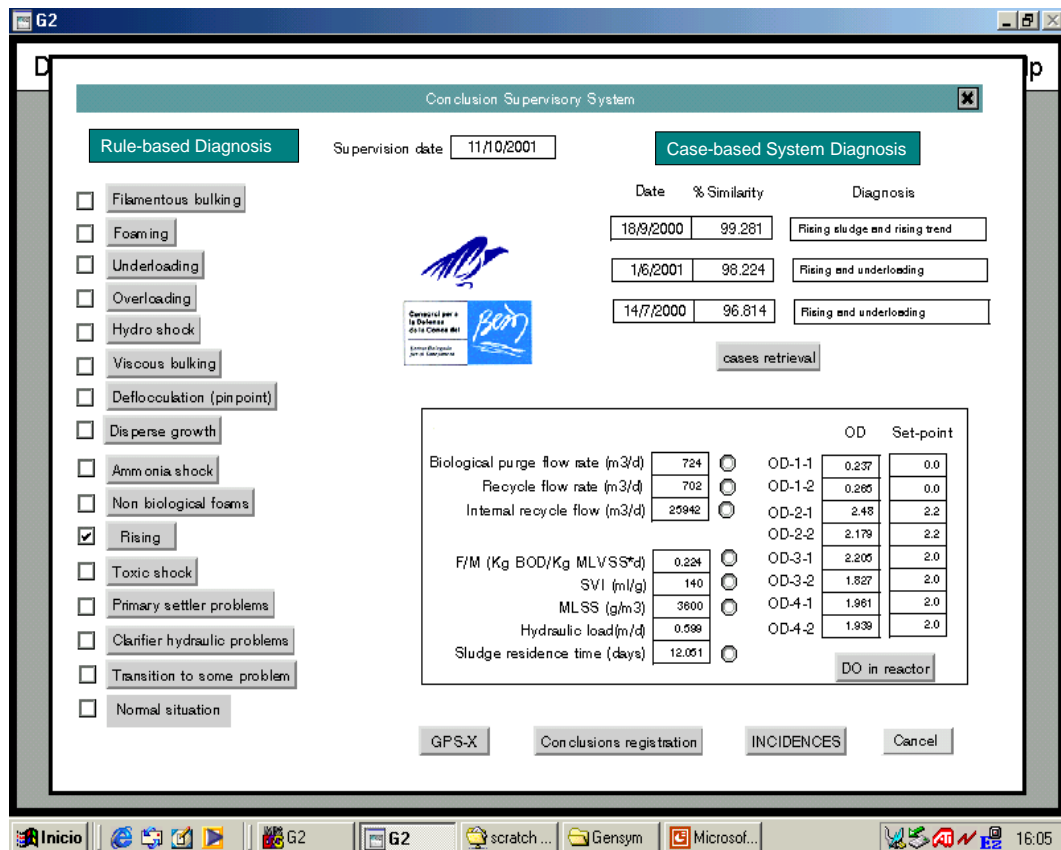 G2
D
lp
Conclusion Supervisory System
Rule-based Diagnosis
Supervision date 11/10/2001
Case-based System Diagnosis
Filamentous bulking
Foaming
Underloading
Overloading
Hydro shock
Viscous bulking
Deflocculation (pinpoint)
Disperse growth
Ammonia shock
Non biological foams
Rising
Toxic shock
Primary settler problems
Clarifier hydraulic problems
Transition to some problem
Normal situation
Consorci per a
la Defensa
de la Conca del
Besòs
Date % Similarity Diagnosis
18/9/2000 99.281 Rising sludge and rising trend
1/6/2001 98.224 Rising and underloading
14/7/2000 96.814 Rising and underloading
cases retrieval
OD Set-point
Biological purge flow rate (m3/d) 724 OD-1-1 0.237 0.0
Recycle flow rate (m3/d) 702 OD-1-2 0.265 0.0
Internal recycle flow (m3/d) 25942 OD-2-1 2.48 2.2
OD-2-2 2.179 2.2
F/M (Kg BOD/Kg MLVSS*d) 0.224 OD-3-1 2.205 2.0
SVI (ml/g) 140 OD-3-2 1.827 2.0
MLSS (g/m3) 3600 OD-4-1 1.961 2.0
Hydraulic load(m/d) 0.599 OD-4-2 1.939 2.0
Sludge residence time (days) 12.051
DO in reactor
GPS-X Conclusions registration INCIDENCES Cancel
Inicio G2 G2 scratch ... Gensym Microsof... 16:05